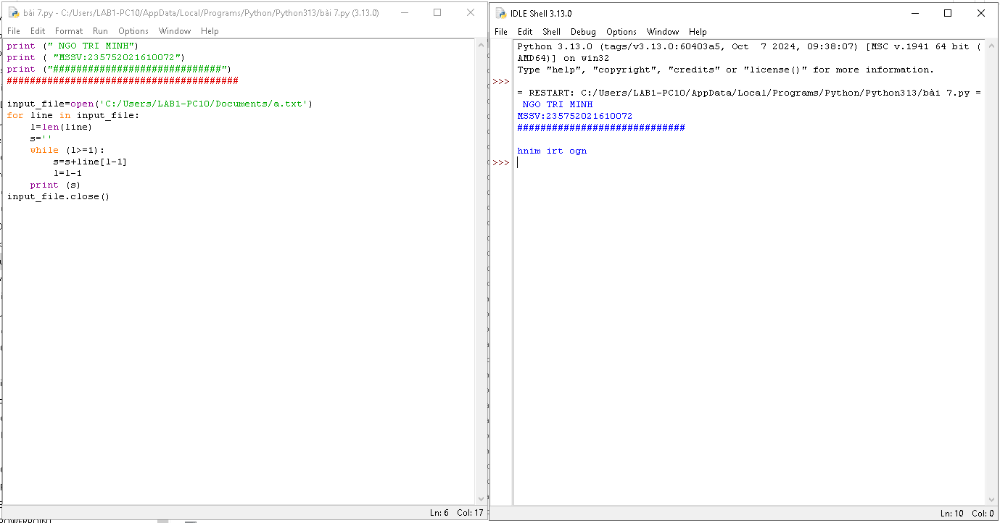 bài 7.py - C:/Users/LAB1-PC10/AppData/Local/Programs/Python/Python313/bài 7.py (3.13.0)
File Edit Format Run Options Window Help
print (" NGO TRI MINH")
print ( "MSSV:235752021610072")
print ("#############################")
########################################
input_file=open('C:/Users/LAB1-PC10/Documents/a.txt')
for line in input_file:
    l=len(line)
    s=''
    while (l>=1):
        s=s+line[l-1]
        l=l-1
    print (s)
input_file.close()
Ln: 6 Col: 17
IDLE Shell 3.13.0
File Edit Shell Debug Options Window Help
Python 3.13.0 (tags/v3.13.0:60403a5, Oct  7 2024, 09:38:07) [MSC v.1941 64 bit (
AMD64)] on win32
Type "help", "copyright", "credits" or "license()" for more information.
>>>
= RESTART: C:/Users/LAB1-PC10/AppData/Local/Programs/Python/Python313/bài 7.py =
 NGO TRI MINH
MSSV:235752021610072
#############################
hnim irt ogn
>>>
Ln: 10 Col: 0